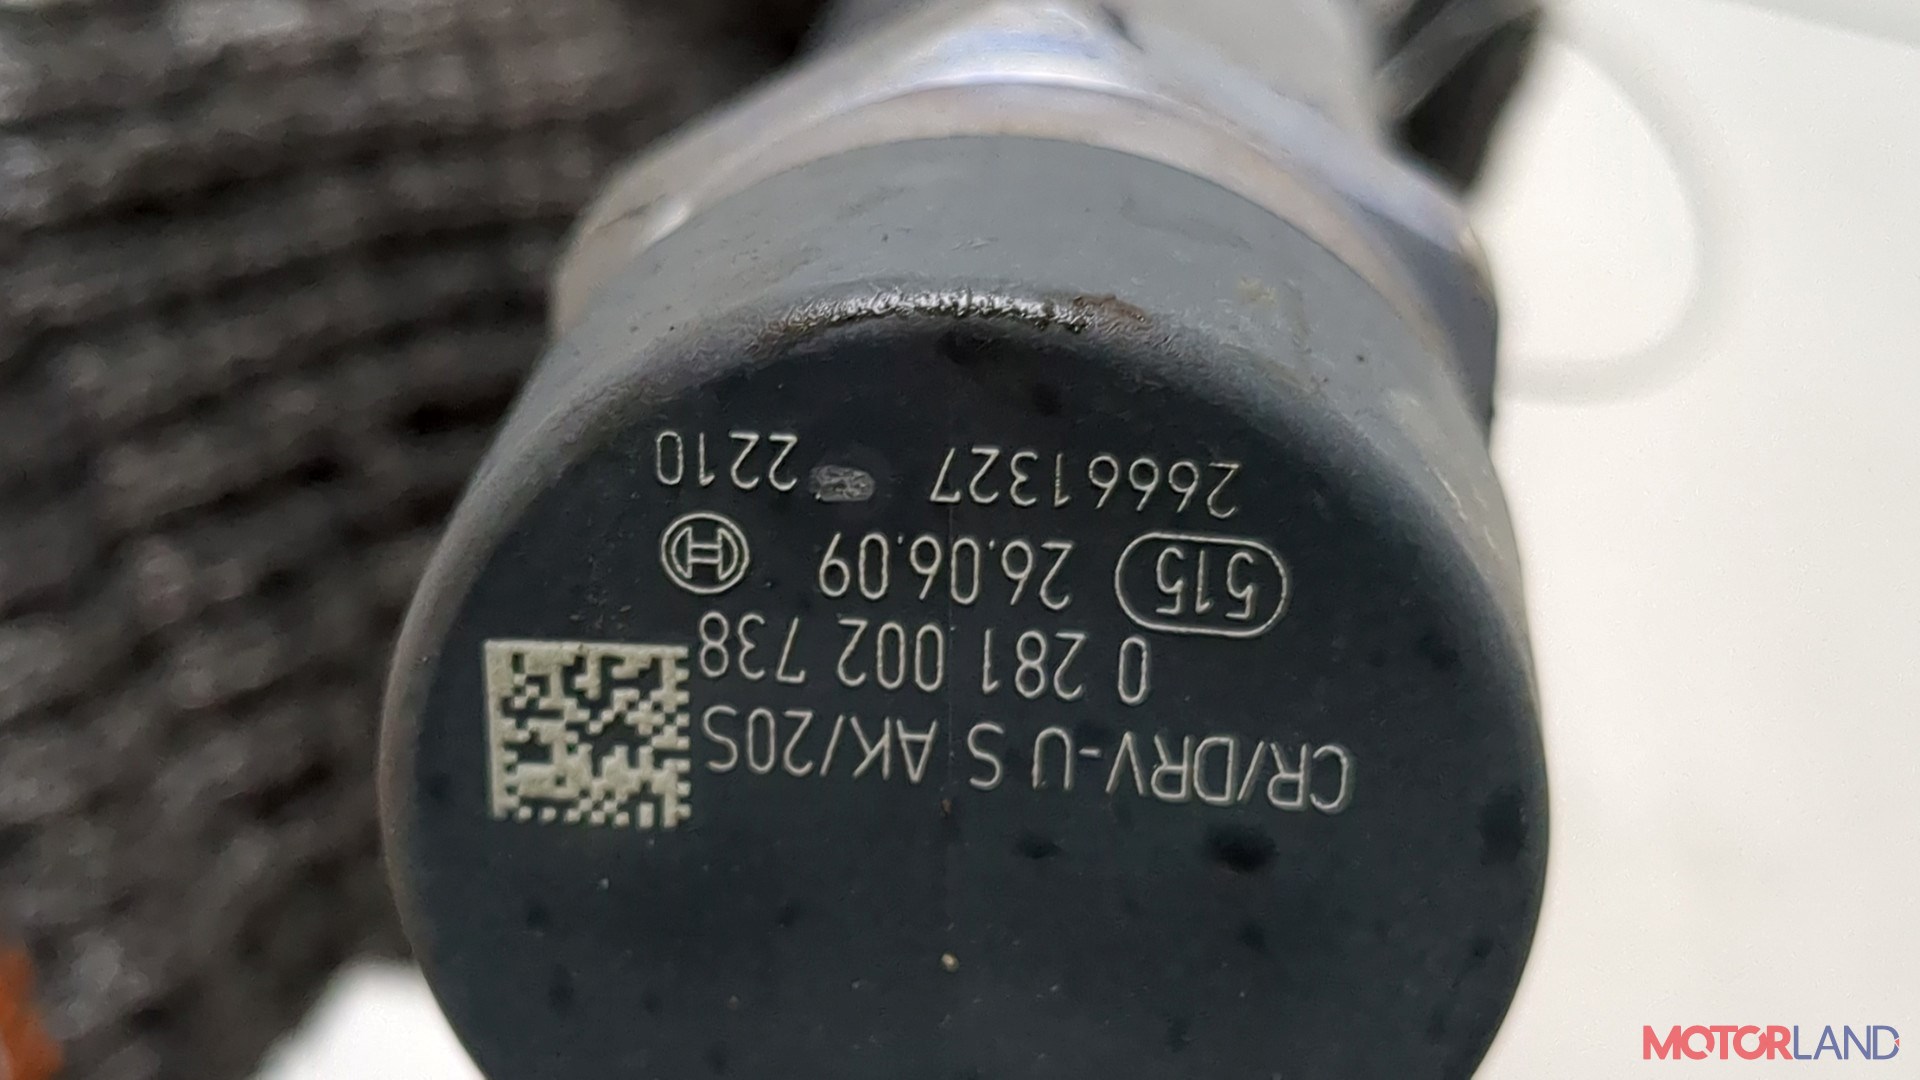 CR/DRV-U S AK/20S
0 281 002 738
515 26.06.09
26661327 2210
MOTORLAND